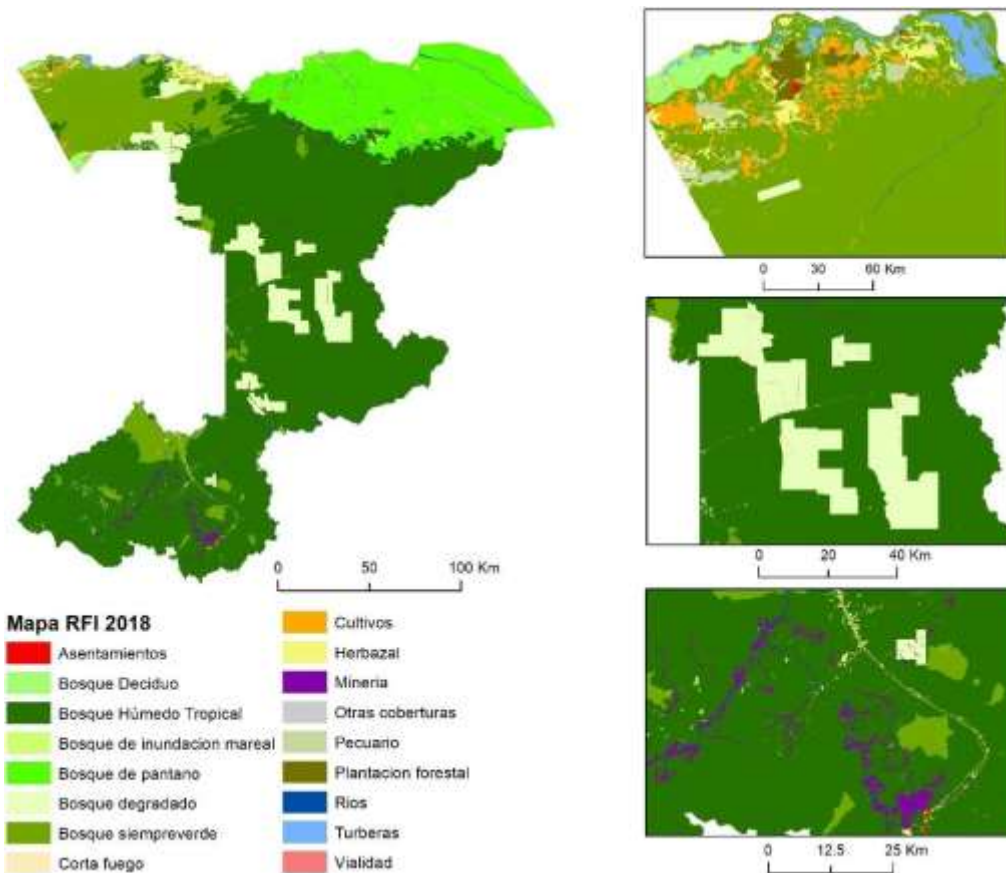 0 30 60 Km
0 20 40 Km
0 50 100 Km
0 12.5 25 Km
Mapa RFI 2018
Asentamientos
Bosque Deciduo
Bosque Húmedo Tropical
Bosque de inundacion mareal
Bosque de pantano
Bosque degradado
Bosque siempreverde
Corta fuego
Cultivos
Herbazal
Mineria
Otras coberturas
Pecuario
Plantacion forestal
Rios
Turberas
Vialidad